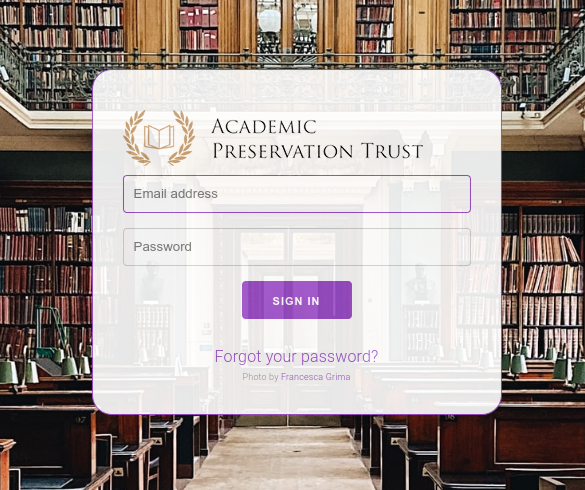 ACADEMIC
PRESERVATION TRUST
Email address
Password
SIGN IN
Forgot your password?
Photo by Francesca Grima